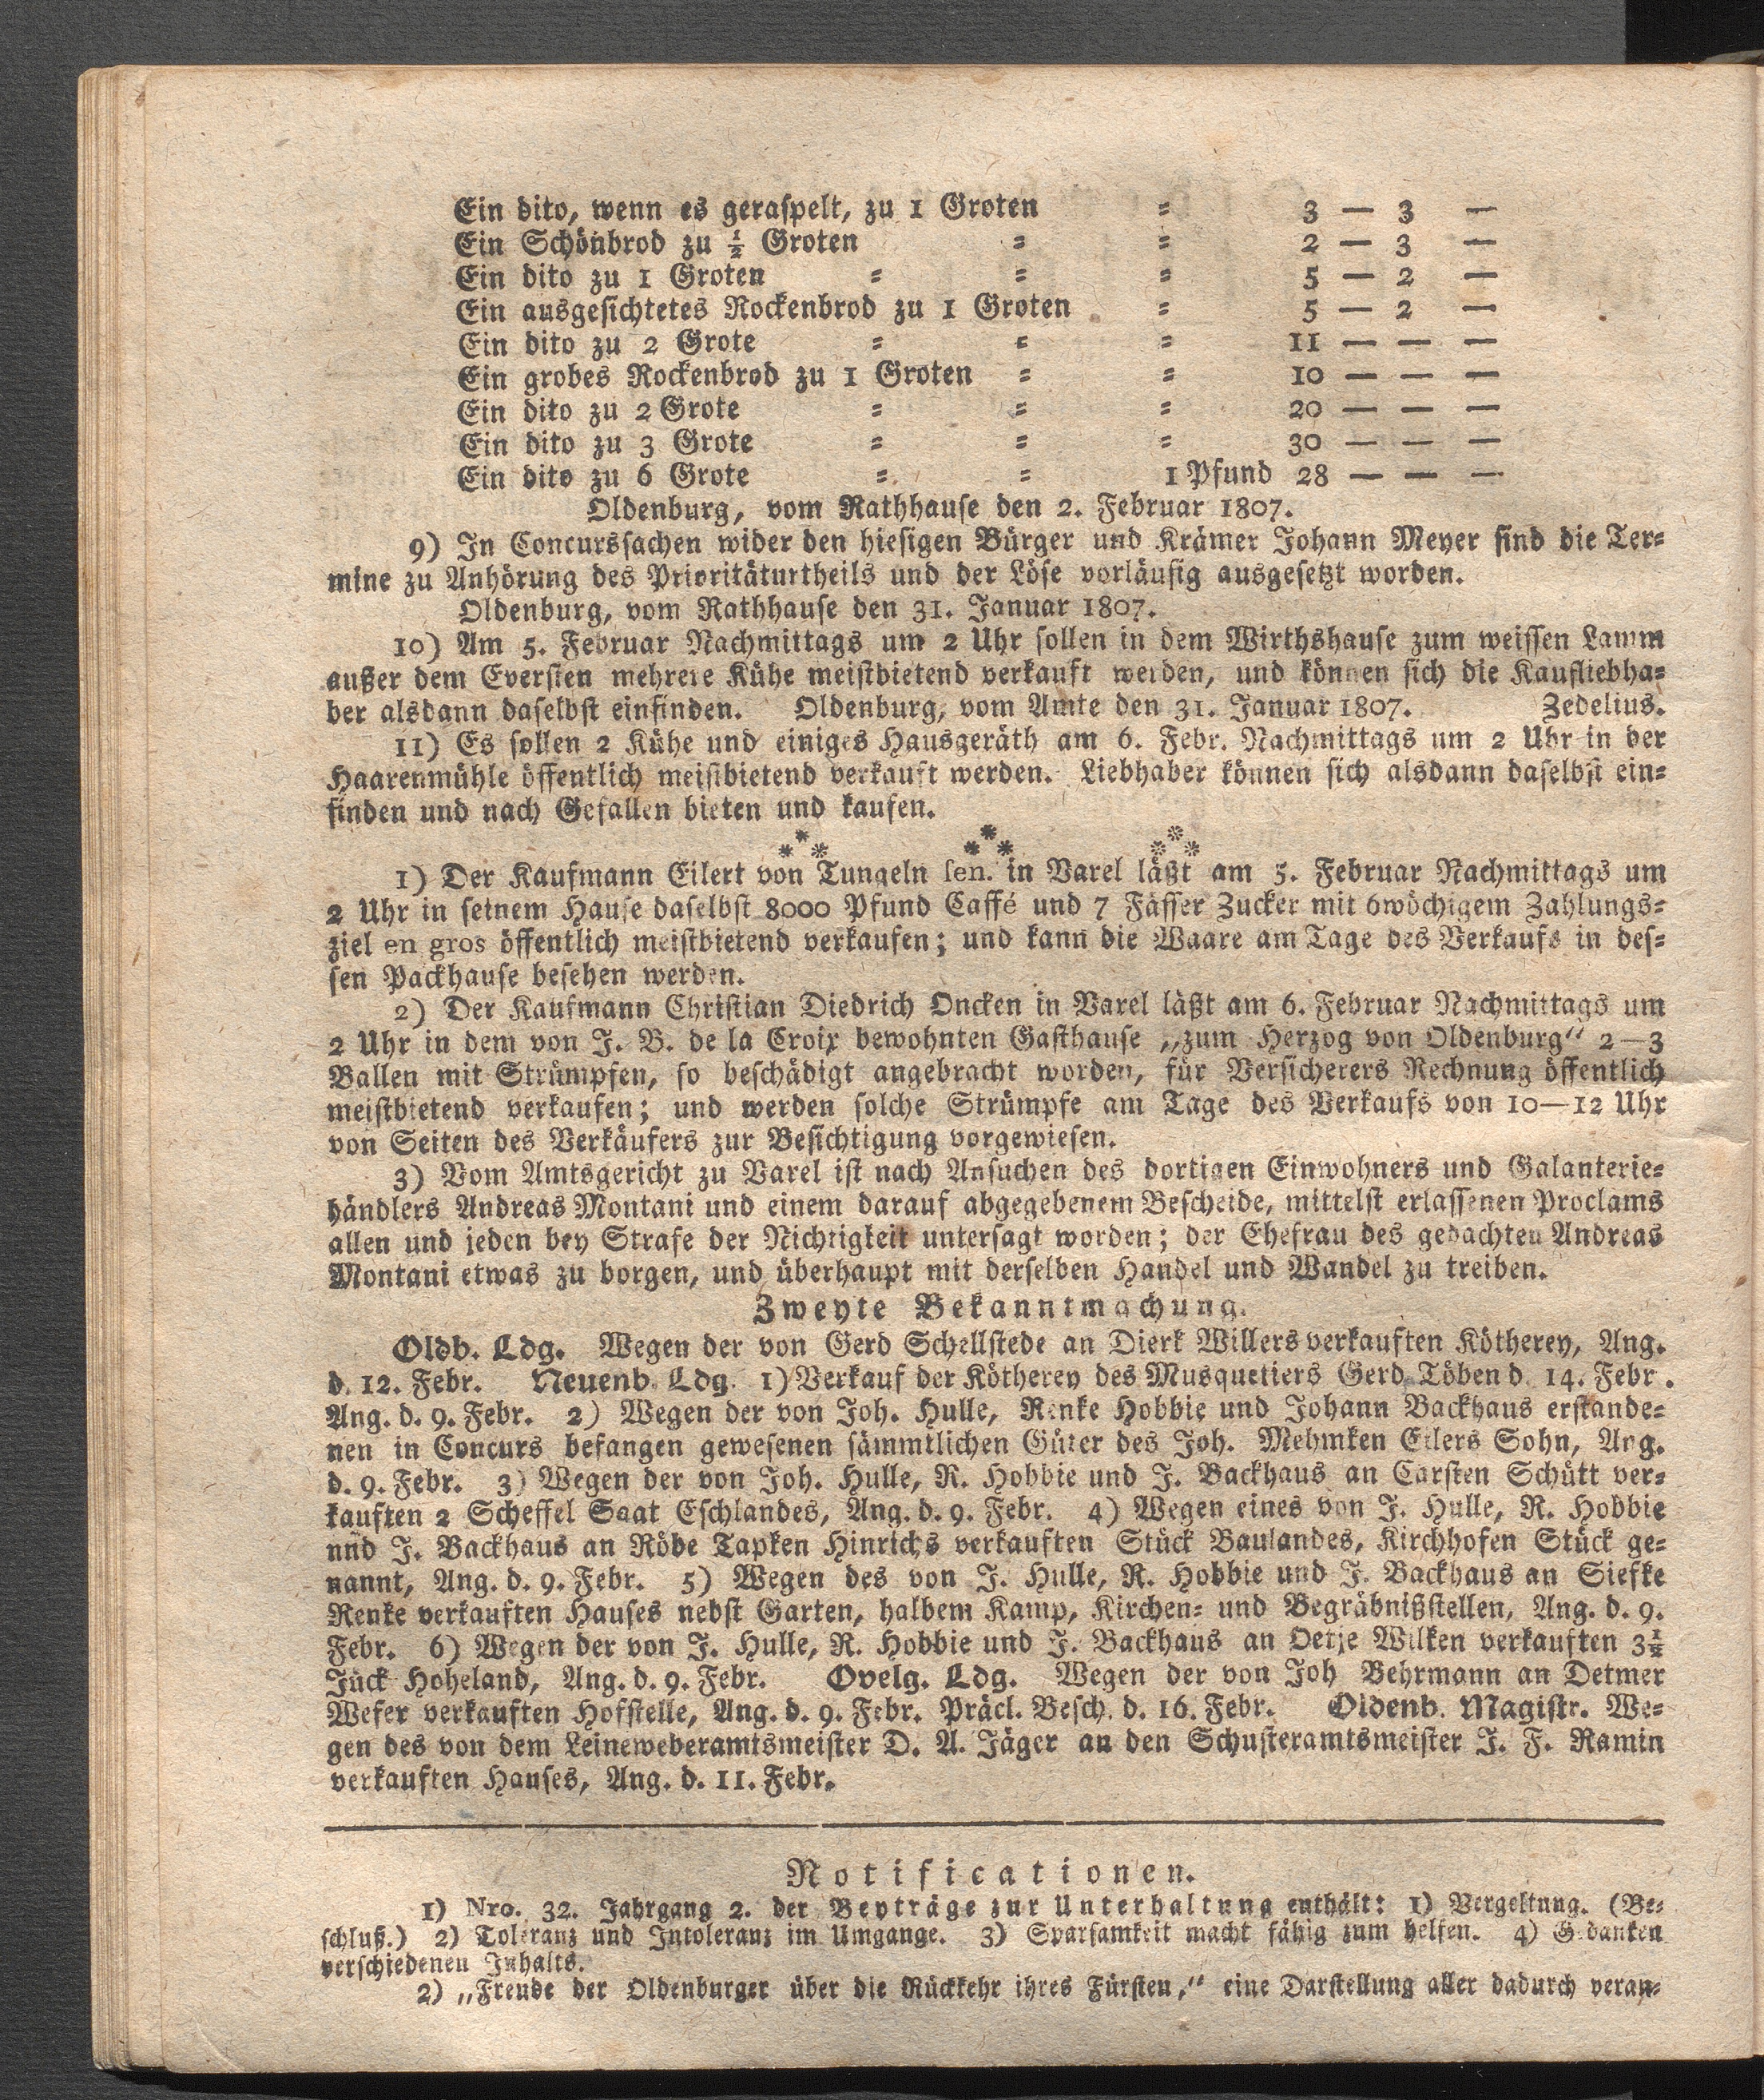 Ein dito, wenn es geraſpelt, zu 1 Groten = 3 — 3 —
Ein Schönbrod zu ½ Groten = = 2 — 3 —
Ein dito zu 1 Groten = = = 5 — 2 —
Ein ausgeſichtetes Rockenbrod zu 1 Groten = 5 — 2 —
Ein dito zu 2 Grote = = = 11 — — —
Ein grobes Rockenbrod zu 1 Groten = = 10 — — —
Ein dito zu 2 Grote = = = 20 — — —
Ein dito zu 3 Grote = = = 30 — — —
Ein dito zu 6 Grote = = 1 Pfund 28 — — —
Oldenburg, vom Rathhauſe den 2. Februar 1807.
9) In Concursſachen wider den hieſigen Bürger und Krämer Johann Meyer ſind die Ter=
mine zu Anhörung des Prioritäturtheils und der Löſe vorläufig ausgeſetzt worden.
Oldenburg, vom Rathhauſe den 31. Januar 1807.
10) Am 5. Februar Nachmittags um 2 Uhr ſollen in dem Wirthshauſe zum weiſſen Lamm
außer dem Everſten mehrere Kühe meiſtbietend verkauft werden, und können ſich die Kaufliebha=
ber alsdann daſelbſt einfinden. Oldenburg, vom Amte den 31. Januar 1807. Zedelius.
11) Es ſollen 2 Kühe und einiges Hausgeräth am 6. Febr. Nachmittags um 2 Uhr in der
Haarenmühle öffentlich meiſtbietend verkauft werden. Liebhaber können ſich alsdann daſelbſt ein=
finden und nach Gefallen bieten und kaufen.
*** *** ***
1) Der Kaufmann Eilert von Tungeln ſen. in Varel läßt am 5. Februar Nachmittags um
2 Uhr in ſeinem Hauſe daſelbſt 8000 Pfund Caffé und 7 Fäſſer Zucker mit 6wöchigem Zahlungs=
ziel en gros öffentlich meiſtbietend verkaufen; und kann die Waare am Tage des Verkaufs in deſ=
ſen Packhauſe beſehen werden.
2) Der Kaufmann Chriſtian Diedrich Oncken in Varel läßt am 6. Februar Nachmittags um
2 Uhr in dem von J. B. de la Croix bewohnten Gaſthauſe „zum Herzog von Oldenburg“ 2—3
Ballen mit Strümpfen, ſo beſchädigt angebracht worden, für Verſicherers Rechnung öffentlich
meiſtbietend verkaufen; und werden ſolche Strümpfe am Tage des Verkaufs von 10—12 Uhr
von Seiten des Verkäufers zur Beſichtigung vorgewieſen.
3) Vom Amtsgericht zu Varel iſt nach Anſuchen des dortigen Einwohners und Galanterie=
händlers Andreas Montani und einem darauf abgegebenem Beſcheide, mittelſt erlaſſenen Proclams
allen und jeden bey Strafe der Nichtigkeit unterſagt worden; der Ehefrau des gedachten Andreas
Montani etwas zu borgen, und überhaupt mit derſelben Handel und Wandel zu treiben.
Zweyte Bekanntmachung.
Oldb. Ldg. Wegen der von Gerd Schellſtede an Dierk Willers verkauften Kötherey, Ang.
d. 12. Febr. Neuenb. Ldg. 1) Verkauf der Kötherey des Musquetiers Gerd Töben d. 14. Febr.
Ang. d. 9. Febr. 2) Wegen der von Joh. Hulle, Renke Hobbie und Johann Backhaus erſtande=
nen in Concurs befangen geweſenen ſämmtlichen Güter des Joh. Mehmken Eilers Sohn, Ang.
d. 9. Febr. 3) Wegen der von Joh. Hulle, R. Hobbie und J. Backhaus an Carſten Schütt ver=
kauften 2 Scheffel Saat Eſchlandes, Ang. d. 9. Febr. 4) Wegen eines von J. Hulle, R. Hobbie
und J. Backhaus an Röbe Tapken Hinrichs verkauften Stück Baulandes, Kirchhofen Stück ge=
nannt, Ang. d. 9. Febr. 5) Wegen des von J. Hulle, R. Hobbie und J. Backhaus an Siefke
Renke verkauften Hauſes nebſt Garten, halbem Kamp, Kirchen= und Begräbnißſtellen, Ang. d. 9.
Febr. 6) Wegen der von J. Hulle, R. Hobbie und J. Backhaus an Oetje Wilken verkauften 3½
Jück Hoheland, Ang. d. 9. Febr. Ovelg. Ldg. Wegen der von Joh Behrmann an Detmer
Wefer verkauften Hofſtelle, Ang. d. 9. Febr. Präcl. Beſch. d. 16. Febr. Oldenb. Magiſtr. We=
gen des von dem Leineweberamtsmeiſter D. A. Jäger an den Schuſteramtsmeiſter J. F. Ramin
verkauften Hauſes, Ang. d. 11. Febr.
Notificationen.
1) Nro. 32. Jahrgang 2. der Beyträge zur Unterhaltung enthält: 1) Vergeltung. (Be=
ſchluß.) 2) Toleranz und Intoleranz im Umgange. 3) Sparſamkeit macht fähig zum helfen. 4) Gedanken
verſchiedenen Inhalts.
2) „Freude der Oldenburger über die Rückkehr ihres Fürſten,“ eine Darſtellung aller dadurch veran=